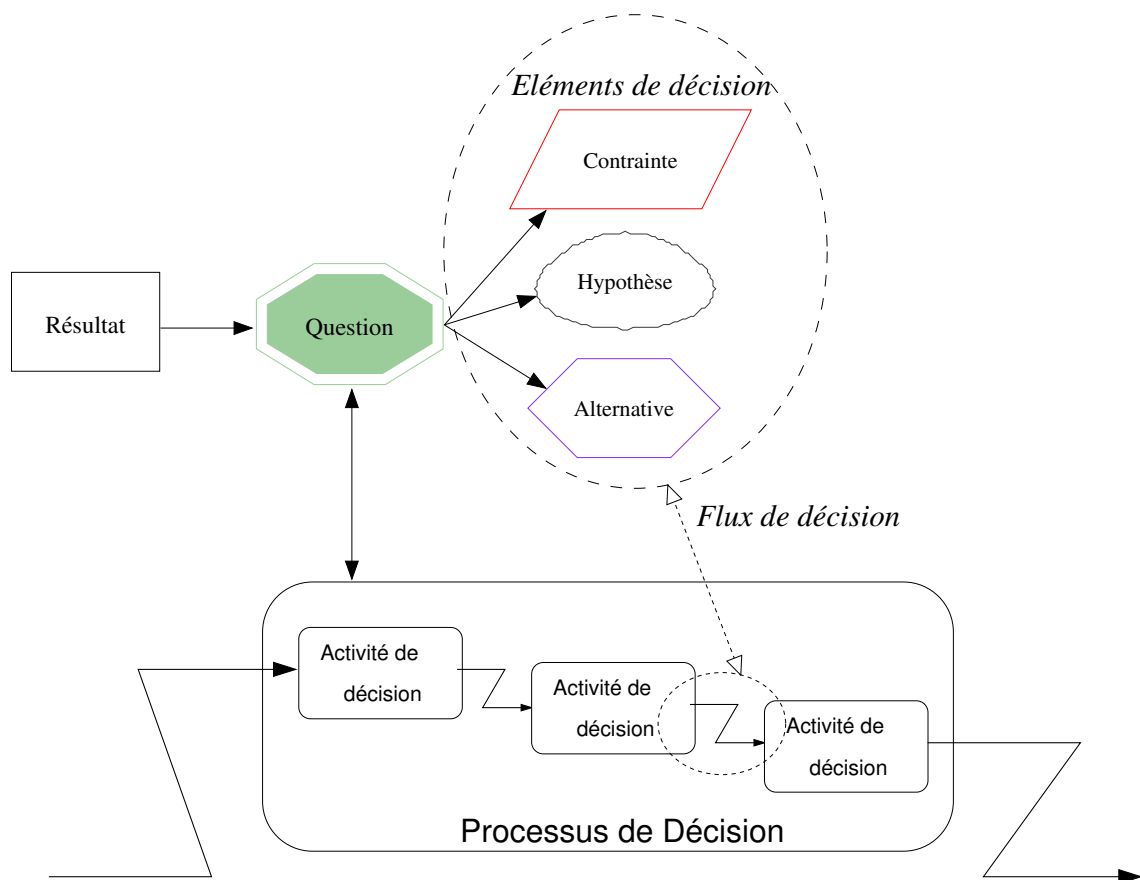 Eléments de décision
Contrainte
Hypothèse
Résultat
Question
Alternative
Flux de décision
Activité de
décision
Activité de
décision
Activité de
décision
Processus de Décision